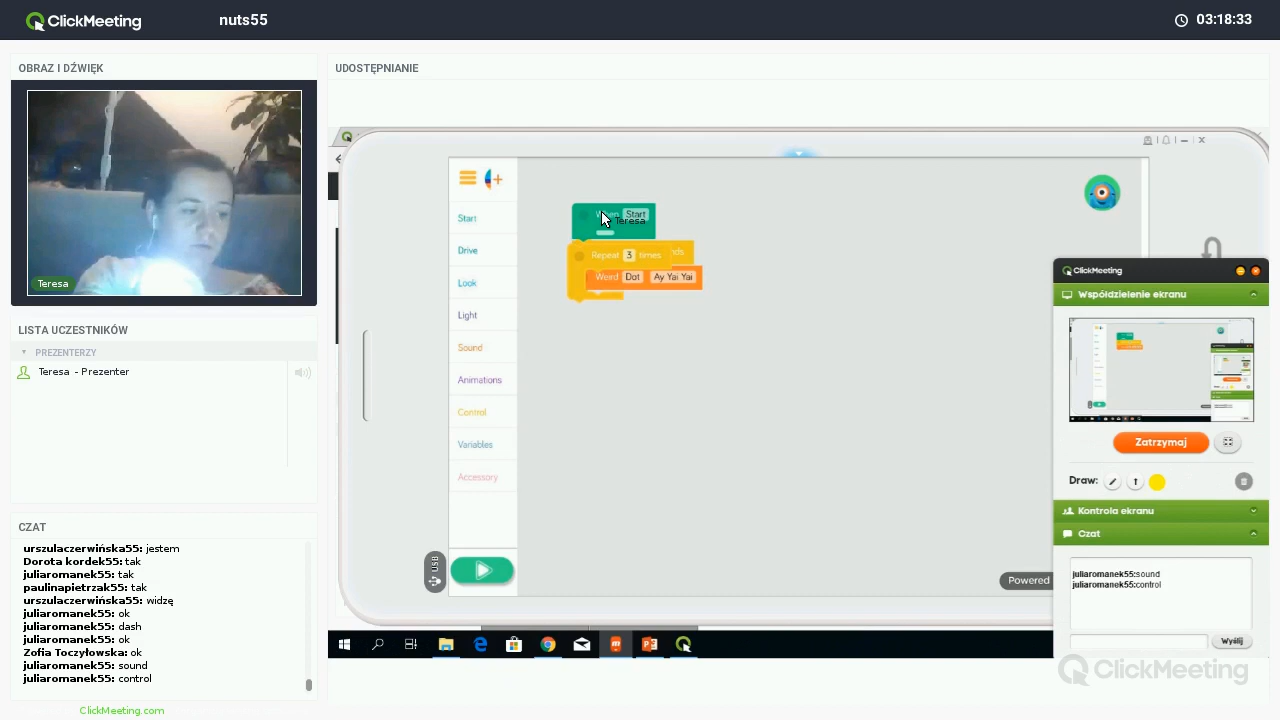 ClickMeeting
nuts55
03:18:33
OBRAZ I DŹWIĘK
Teresa
LISTA UCZESTNIKÓW
PREZENTERZY
Teresa - Prezenter
CZAT
urszulaczerwińska55: jestem
Dorota kordek55: tak
juliaromanek55: tak
paulinapietrzak55: tak
urszulaczerwińska55: widzę
juliaromanek55: ok
juliaromanek55: dash
juliaromanek55: ok
Zofia Toczyłowska: ok
juliaromanek55: sound
juliaromanek55: control
ClickMeeting.com
UDOSTĘPNIANIE
Start
Drive
Look
Light
Sound
Animations
Control
Variables
Accessory
Start
Teresa
Repeat 3 times
Weird Dot Ay Yai Yai
USB
Powered
ClickMeeting
Współdzielenie ekranu
Zatrzymaj
Draw:
Kontrola ekranu
Czat
juliaromanek55:sound
juliaromanek55:control
Wyślij
ClickMeeting